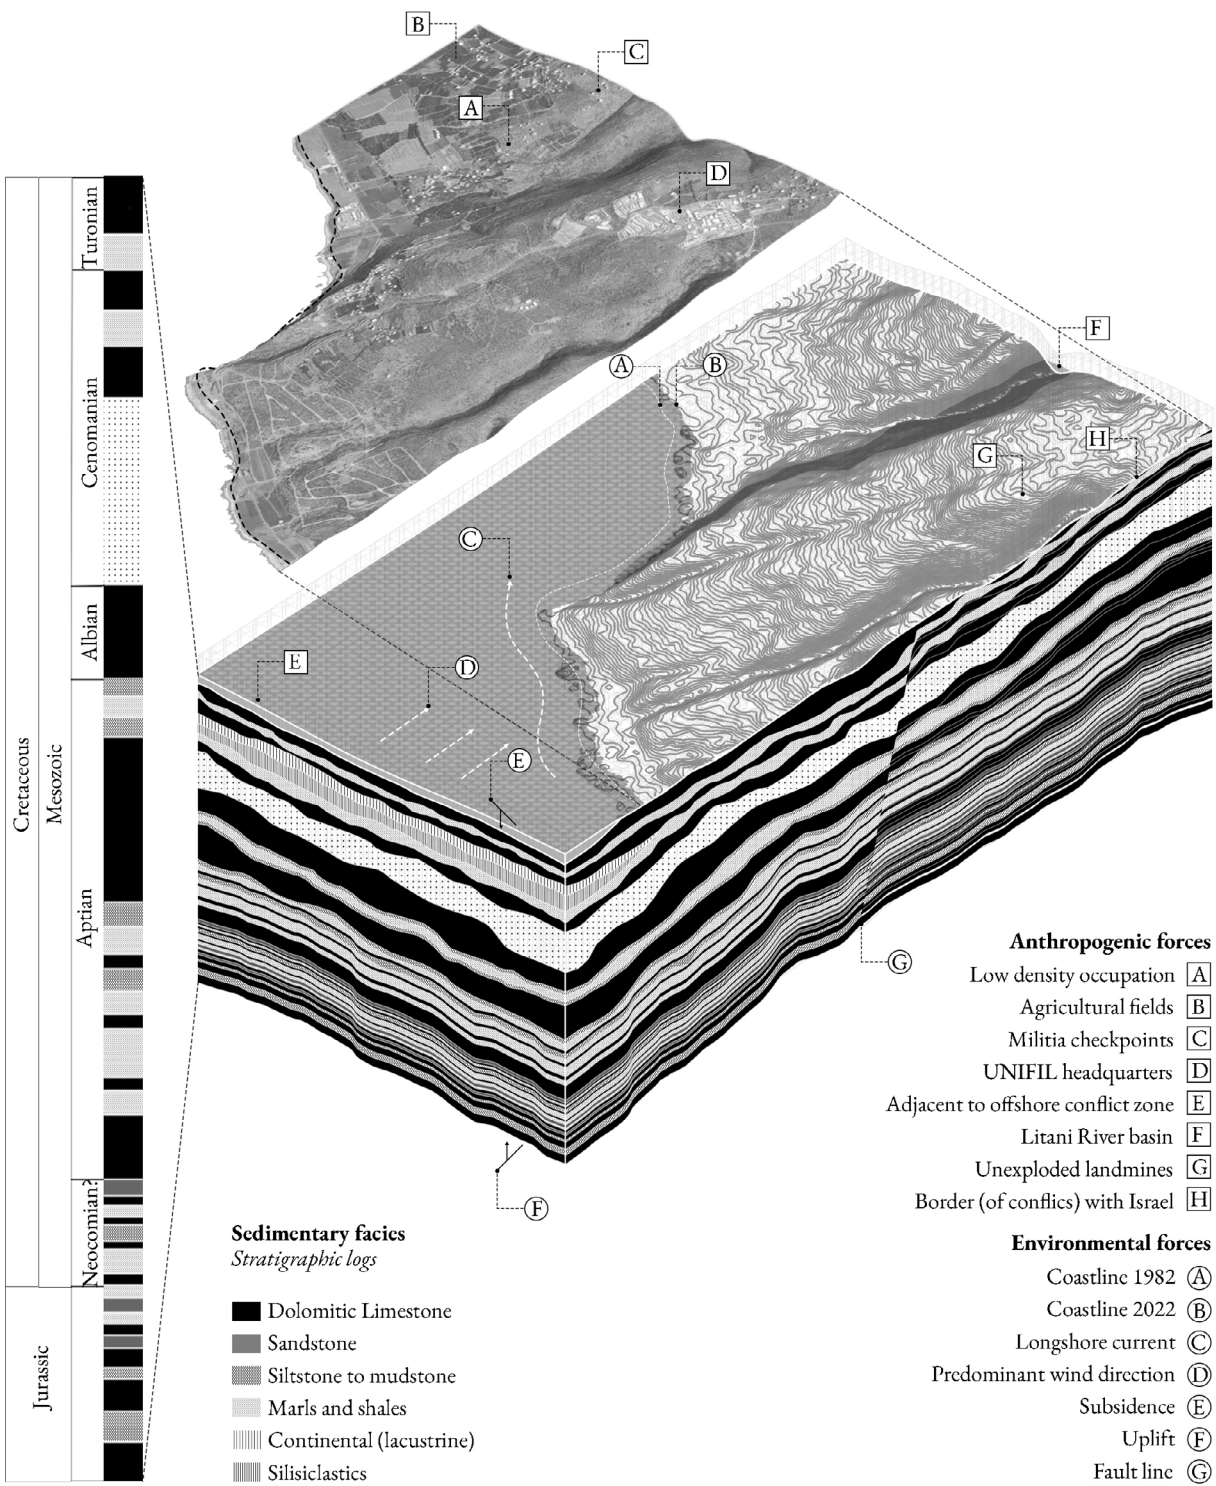 B
C
A
D
F
A
B
H
G
C
E
D
E
G
F
Turonian
Cenomanian
Albian
Aptian
Neocomian?
Cretaceous
Mesozoic
Jurassic
Sedimentary facies
Stratigraphic logs
Dolomitic Limestone
Sandstone
Siltstone to mudstone
Marls and shales
Continental (lacustrine)
Silisiclastics
Anthropogenic forces
Low density occupation A
Agricultural fields B
Militia checkpoints C
UNIFIL headquarters D
Adjacent to offshore conflict zone E
Litani River basin F
Unexploded landmines G
Border (of conflics) with Israel H
Environmental forces
Coastline 1982 A
Coastline 2022 B
Longshore current C
Predominant wind direction D
Subsidence E
Uplift F
Fault line G